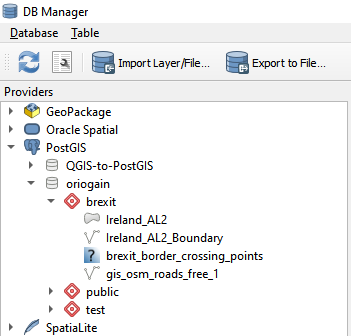 DB Manager
Database Table
Import Layer/File... Export to File...
Providers
GeoPackage
Oracle Spatial
PostGIS
QGIS-to-PostGIS
oriogain
brexit
Ireland_AL2
Ireland_AL2_Boundary
? brexit_border_crossing_points
gis_osm_roads_free_1
public
test
SpatiaLite